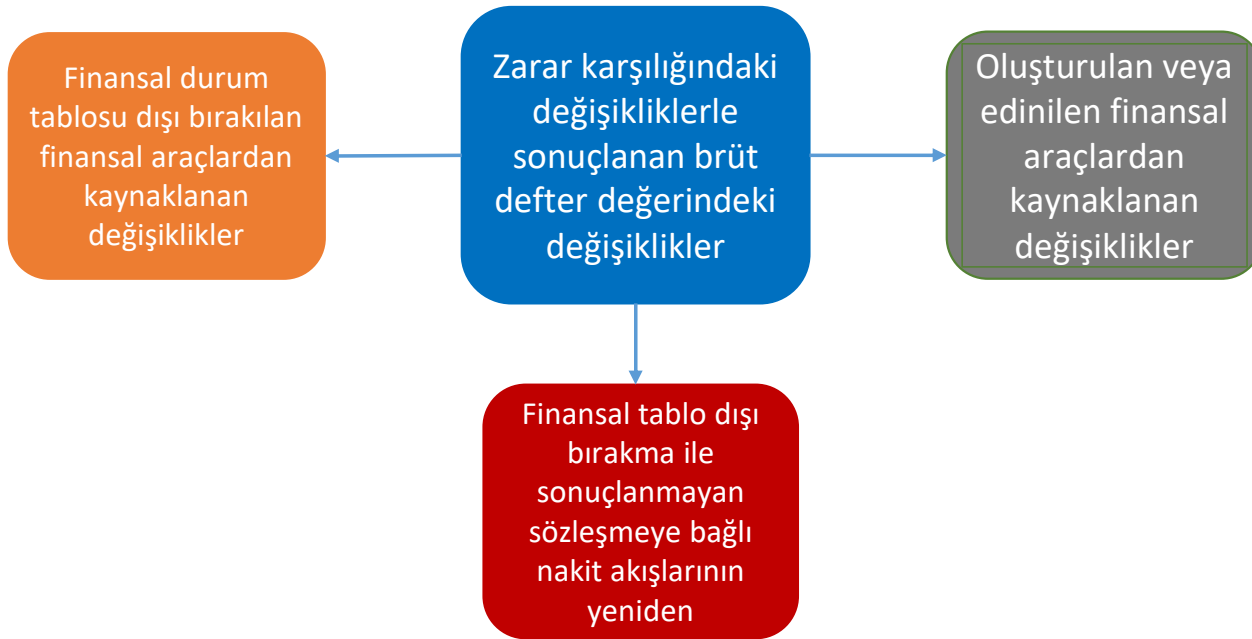 Finansal durum
tablosu dışı bırakılan
finansal araçlardan
kaynaklanan
değişiklikler
Zarar karşılığındaki
değişikliklerle
sonuçlanan brüt
defter değerindeki
değişiklikler
Oluşturulan veya
edinilen finansal
araçlardan
kaynaklanan
değişiklikler
Finansal tablo dışı
bırakma ile
sonuçlanmayan
sözleşmeye bağlı
nakit akışlarının
yeniden